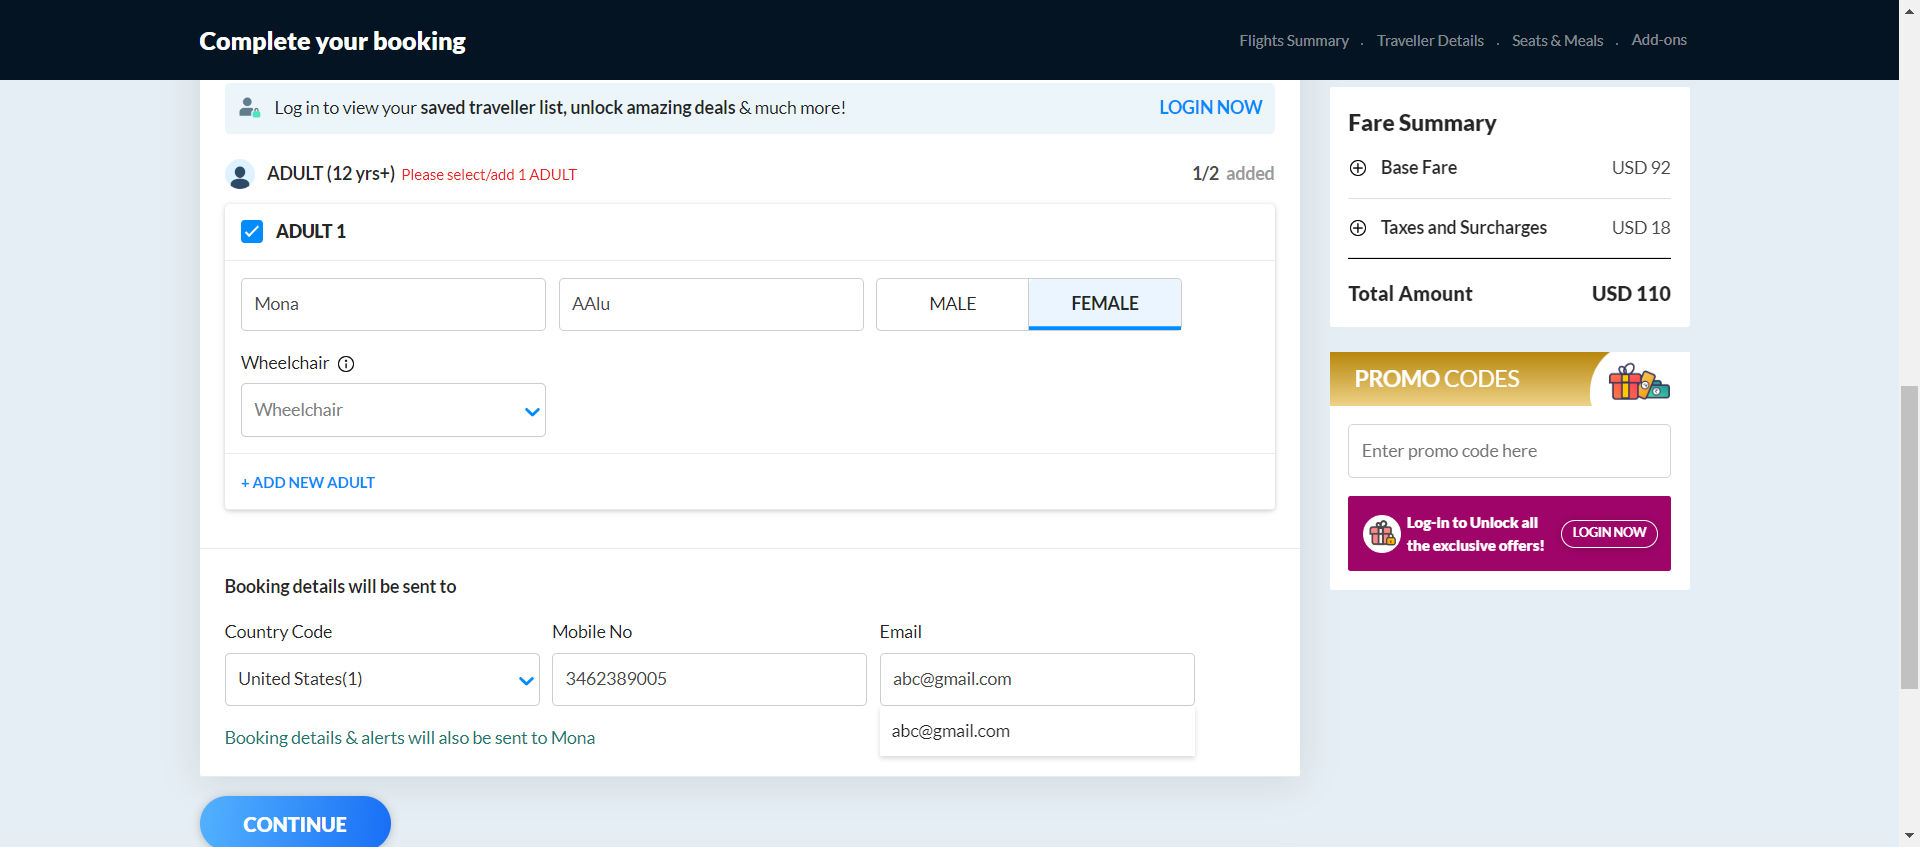 Complete your booking
Flights Summary . Traveller Details . Seats & Meals . Add-ons
Log in to view your saved traveller list, unlock amazing deals & much more! LOGIN NOW
ADULT (12 yrs+) Please select/add 1 ADULT 1/2 added
ADULT 1
Mona AAlu MALE FEMALE
Wheelchair
Wheelchair
+ ADD NEW ADULT
Booking details will be sent to
Country Code Mobile No Email
United States(1) 3462389005 abc@gmail.com
abc@gmail.com
Booking details & alerts will also be sent to Mona
CONTINUE
Fare Summary
Base Fare USD 92
Taxes and Surcharges USD 18
Total Amount USD 110
PROMO CODES
Enter promo code here
Log-in to Unlock all
the exclusive offers!
LOGIN NOW